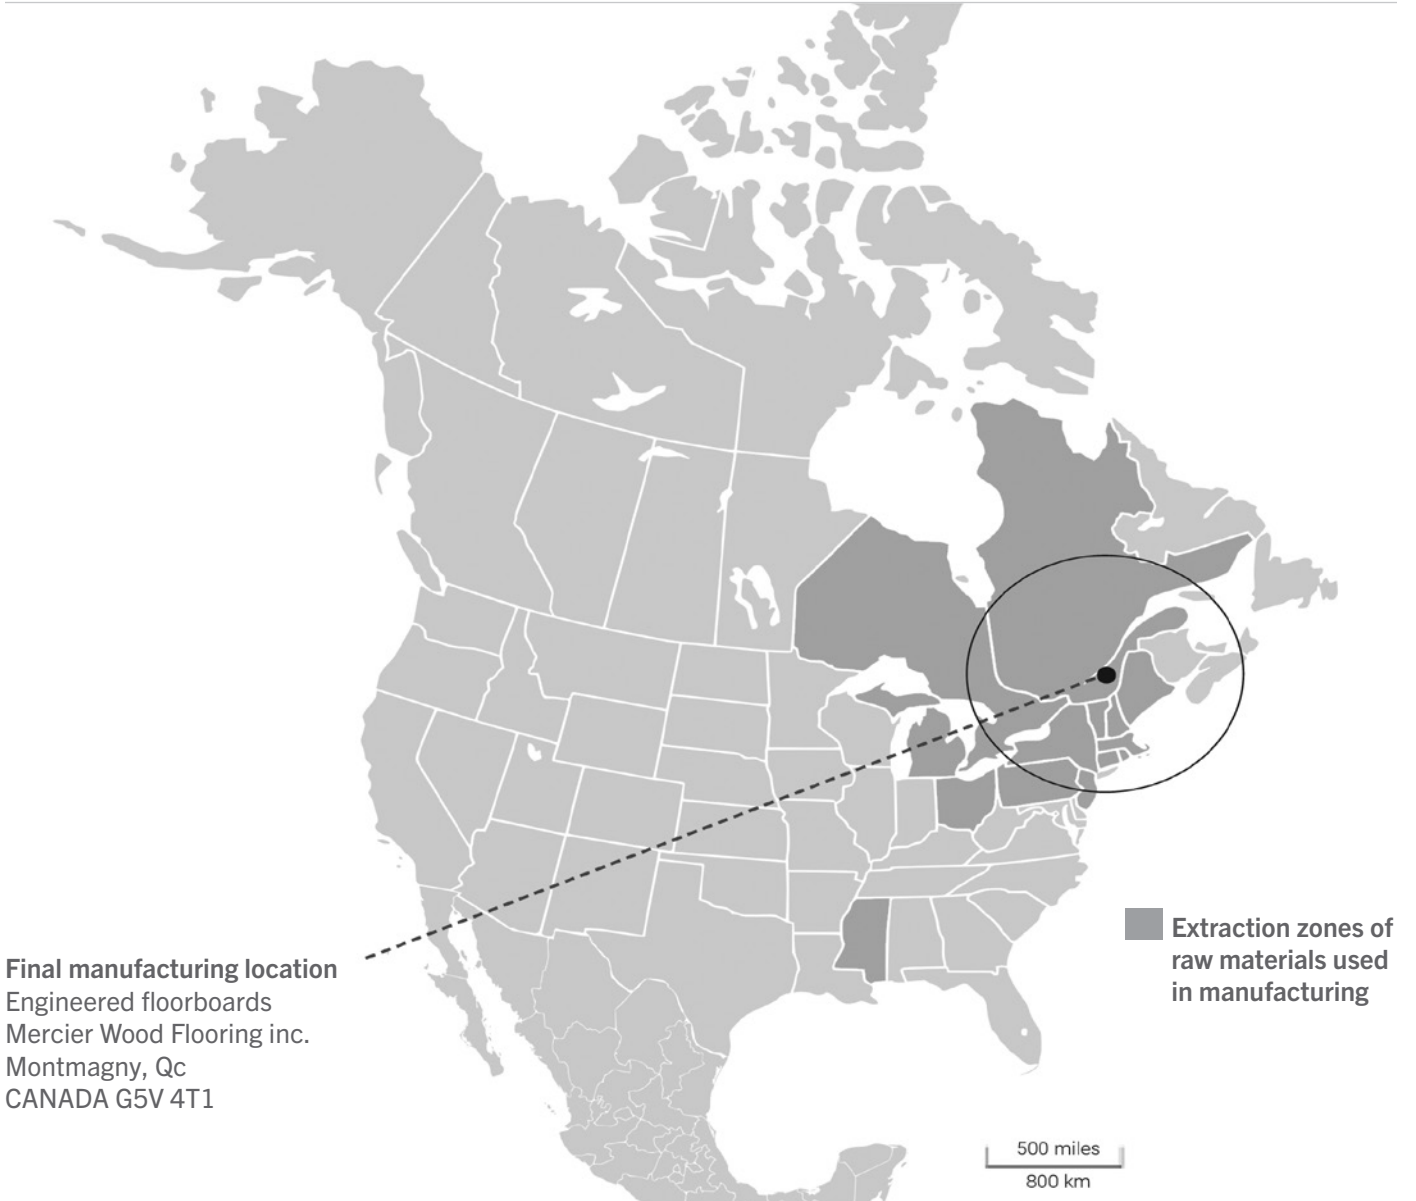 Final manufacturing location
Engineered floorboards
Mercier Wood Flooring inc.
Montmagny, Qc
CANADA G5V 4T1
Extraction zones of
raw materials used
in manufacturing
500 miles
800 km